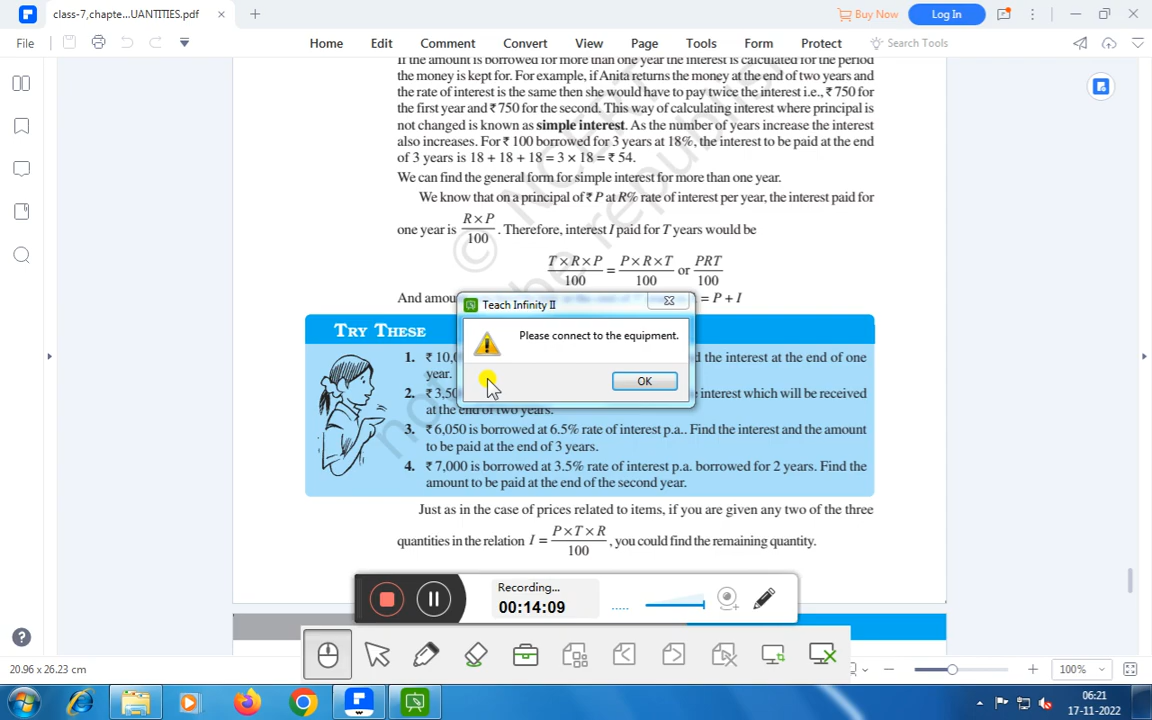 class-7,chapte...UANTITIES.pdf
Buy Now
Log In
File
Home
Edit
Comment
Convert
View
Page
Tools
Form
Protect
Search Tools
If the amount is borrowed for more than one year the interest is calculated for the period
the money is kept for. For example, if Anita returns the money at the end of two years and
the rate of interest is the same then she would have to pay twice the interest i.e., ₹ 750 for
the first year and ₹ 750 for the second. This way of calculating interest where principal is
not changed is known as simple interest. As the number of years increase the interest
also increases. For ₹ 100 borrowed for 3 years at 18%, the interest to be paid at the end
of 3 years is 18 + 18 + 18 = 3 × 18 = ₹ 54.
We can find the general form for simple interest for more than one year.
We know that on a principal of ₹ P at R% rate of interest per year, the interest paid for
one year is R × P / 100 . Therefore, interest I paid for T years would be
T × R × P / 100 = P × R × T / 100 or PRT / 100
And amou = P + I
Teach Infinity II
Please connect to the equipment.
OK
TRY THESE
1. ₹ 10,0 d the interest at the end of one
year.
2. ₹ 3,50 e interest which will be received
at the end of two years.
3. ₹ 6,050 is borrowed at 6.5% rate of interest p.a.. Find the interest and the amount
to be paid at the end of 3 years.
4. ₹ 7,000 is borrowed at 3.5% rate of interest p.a. borrowed for 2 years. Find the
amount to be paid at the end of the second year.
Just as in the case of prices related to items, if you are given any two of the three
quantities in the relation I = P × T × R / 100 , you could find the remaining quantity.
© NCERT
not
republi
Recording...
00:14:09
20.96 x 26.23 cm
100%
06:21
17-11-2022